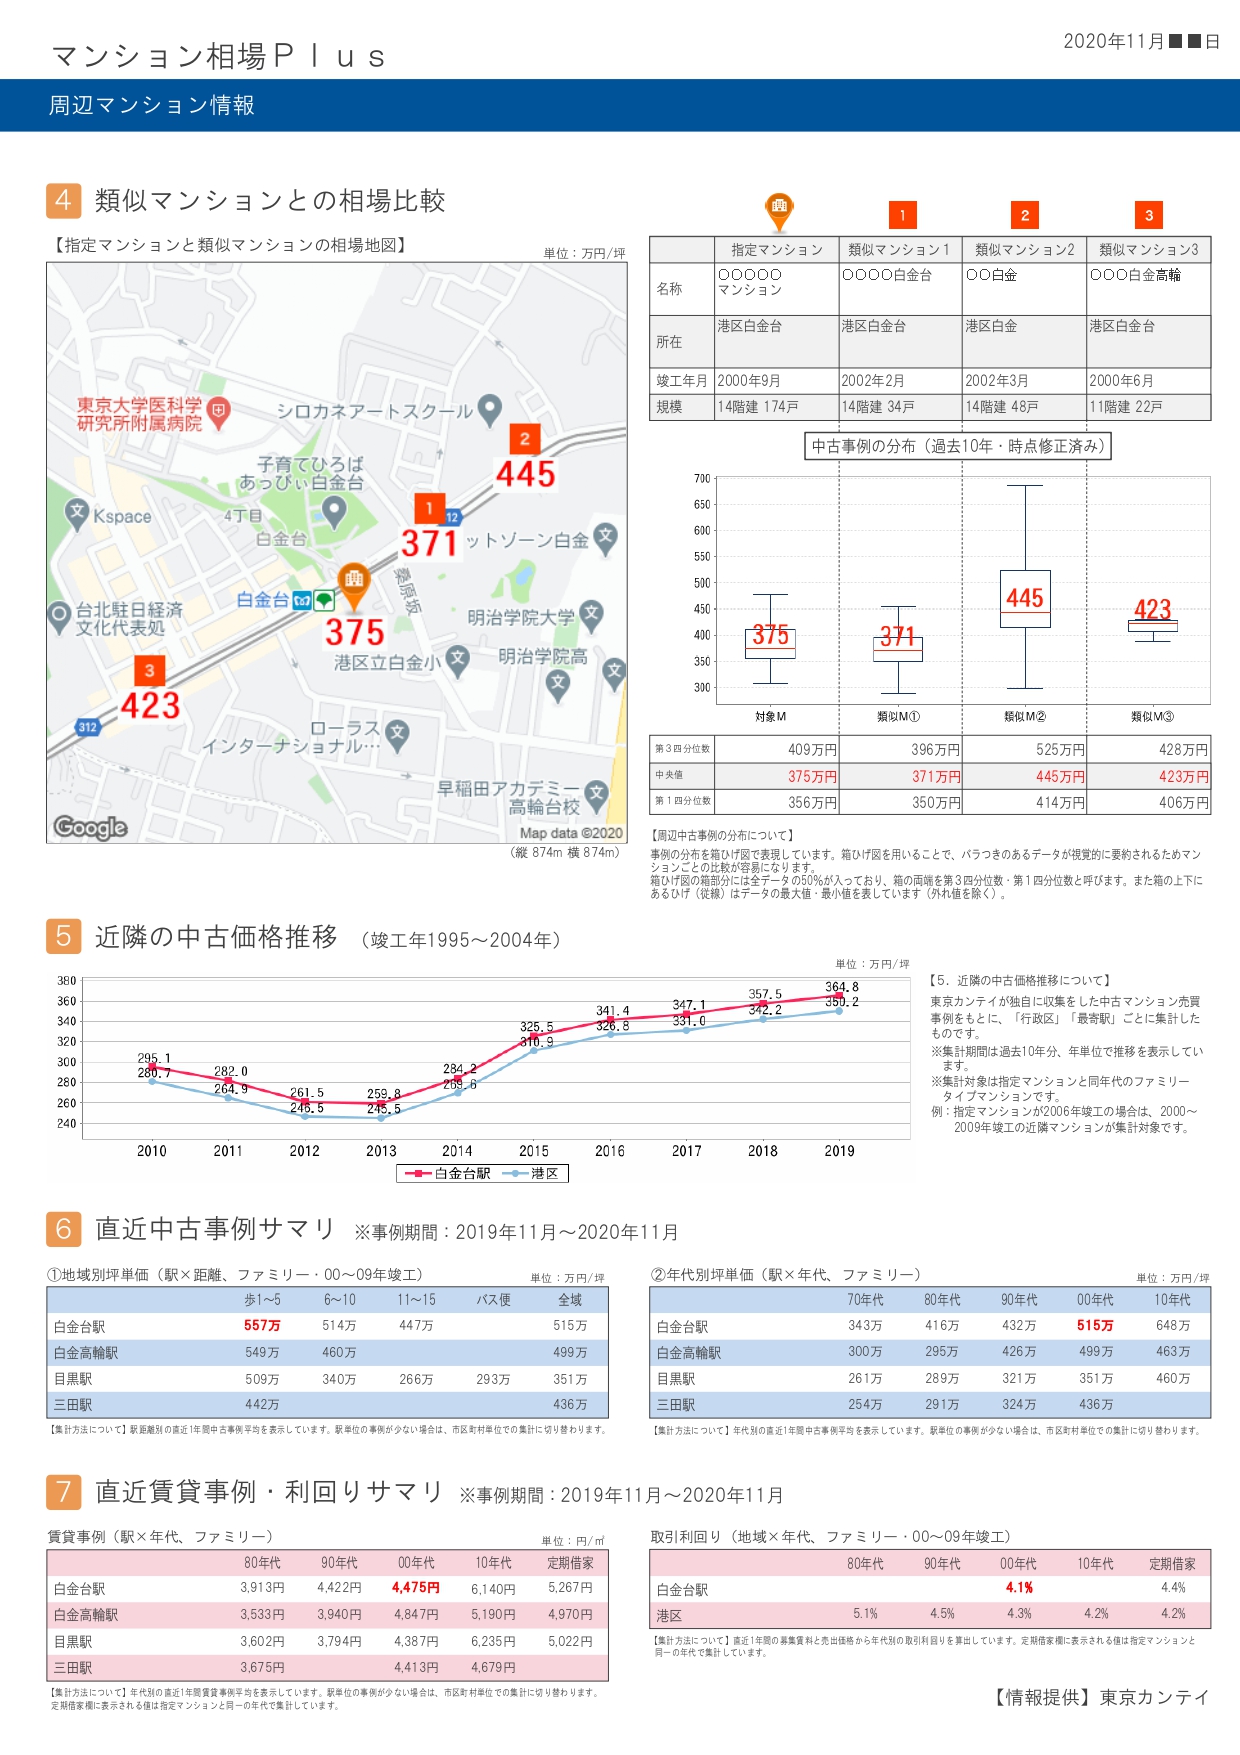 マンション相場Ｐｌｕｓ
2020年11月■■日
周辺マンション情報
4 類似マンションとの相場比較
【指定マンションと類似マンションの相場地図】
単位：万円/坪
東京大学医科学
研究所附属病院
シロカネアートスクール
2
445
子育てひろば
あっぴぃ白金台
Kspace
4丁目
白金台
1
12
371
ットゾーン白金
桑原坂
白金台
375
台北駐日経済
文化代表処
明治学院大学
港区立白金小
明治学院高
3
423
312
ローラス
インターナショナル…
早稲田アカデミー
高輪台校
Google
Map data ©2020
（縦 874m 横 874m）
1 2 3
指定マンション 類似マンション1 類似マンション2 類似マンション3
名称 〇〇〇〇〇マンション 〇〇〇〇白金台 〇〇白金 〇〇〇白金高輪
所在 港区白金台 港区白金台 港区白金 港区白金台
竣工年月 2000年9月 2002年2月 2002年3月 2000年6月
規模 14階建 174戸 14階建 34戸 14階建 48戸 11階建 22戸
中古事例の分布（過去10年・時点修正済み）
700
650
600
550
500
450
400
350
300
375 371 445 423
対象M 類似M① 類似M② 類似M③
第３四分位数 409万円 396万円 525万円 428万円
中央値 375万円 371万円 445万円 423万円
第１四分位数 356万円 350万円 414万円 406万円
【周辺中古事例の分布について】
事例の分布を箱ひげ図で表現しています。箱ひげ図を用いることで、バラつきのあるデータが視覚的に要約されるためマン
ションごとの比較が容易になります。
箱ひげ図の箱部分には全データの50%が入っており、箱の両端を第３四分位数・第１四分位数と呼びます。また箱の上下に
あるひげ（従線）はデータの最大値・最小値を表しています（外れ値を除く）。
5 近隣の中古価格推移 （竣工年1995～2004年）
単位：万円/坪
380
360
340
320
300
280
260
240
295.1 282.0 261.5 259.8 284.2 325.5 341.4 347.1 357.5 364.8
280.7 264.9 246.5 245.5 269.6 310.9 326.8 331.0 342.2 350.2
2010 2011 2012 2013 2014 2015 2016 2017 2018 2019
白金台駅 港区
【5．近隣の中古価格推移について】
東京カンテイが独自に収集をした中古マンション売買
事例をもとに、「行政区」「最寄駅」ごとに集計した
ものです。
※集計期間は過去10年分、年単位で推移を表示してい
ます。
※集計対象は指定マンションと同年代のファミリー
タイプマンションです。
例：指定マンションが2006年竣工の場合は、2000～
2009年竣工の近隣マンションが集計対象です。
6 直近中古事例サマリ ※事例期間：2019年11月～2020年11月
①地域別坪単価（駅×距離、ファミリー・00～09年竣工）
単位：万円/坪
歩1～5 6～10 11～15 バス便 全域
白金台駅 557万 514万 447万 515万
白金高輪駅 549万 460万 499万
目黒駅 509万 340万 266万 293万 351万
三田駅 442万 436万
【集計方法について】駅距離別の直近1年間中古事例平均を表示しています。駅単位の事例が少ない場合は、市区町村単位での集計に切り替わります。
②年代別坪単価（駅×年代、ファミリー）
単位：万円/坪
70年代 80年代 90年代 00年代 10年代
白金台駅 343万 416万 432万 515万 648万
白金高輪駅 300万 295万 426万 499万 463万
目黒駅 261万 289万 321万 351万 460万
三田駅 254万 291万 324万 436万
【集計方法について】年代別の直近1年間中古事例平均を表示しています。駅単位の事例が少ない場合は、市区町村単位での集計に切り替わります。
7 直近賃貸事例・利回りサマリ ※事例期間：2019年11月～2020年11月
賃貸事例（駅×年代、ファミリー）
単位：円/㎡
80年代 90年代 00年代 10年代 定期借家
白金台駅 3,913円 4,422円 4,475円 6,140円 5,267円
白金高輪駅 3,533円 3,940円 4,847円 5,190円 4,970円
目黒駅 3,602円 3,794円 4,387円 6,235円 5,022円
三田駅 3,675円 4,413円 4,679円
【集計方法について】年代別の直近1年間賃貸事例平均を表示しています。駅単位の事例が少ない場合は、市区町村単位での集計に切り替わります。
定期借家欄に表示される値は指定マンションと同一の年代で集計しています。
取引利回り（地域×年代、ファミリー・00～09年竣工）
80年代 90年代 00年代 10年代 定期借家
白金台駅 4.1% 4.4%
港区 5.1% 4.5% 4.3% 4.2% 4.2%
【集計方法について】直近1年間の募集賃料と売出価格から年代別の取引利回りを算出しています。定期借家欄に表示される値は指定マンションと
同一の年代で集計しています。
【情報提供】東京カンテイ